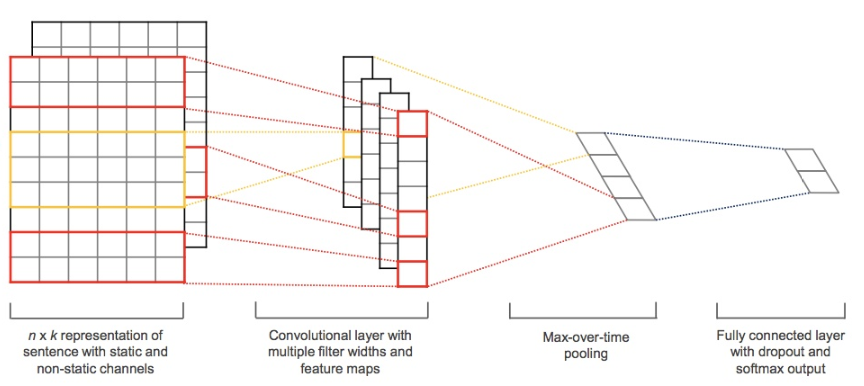 n x k representation of
sentence with static and
non-static channels
Convolutional layer with
multiple filter widths and
feature maps
Max-over-time
pooling
Fully connected layer
with dropout and
softmax output